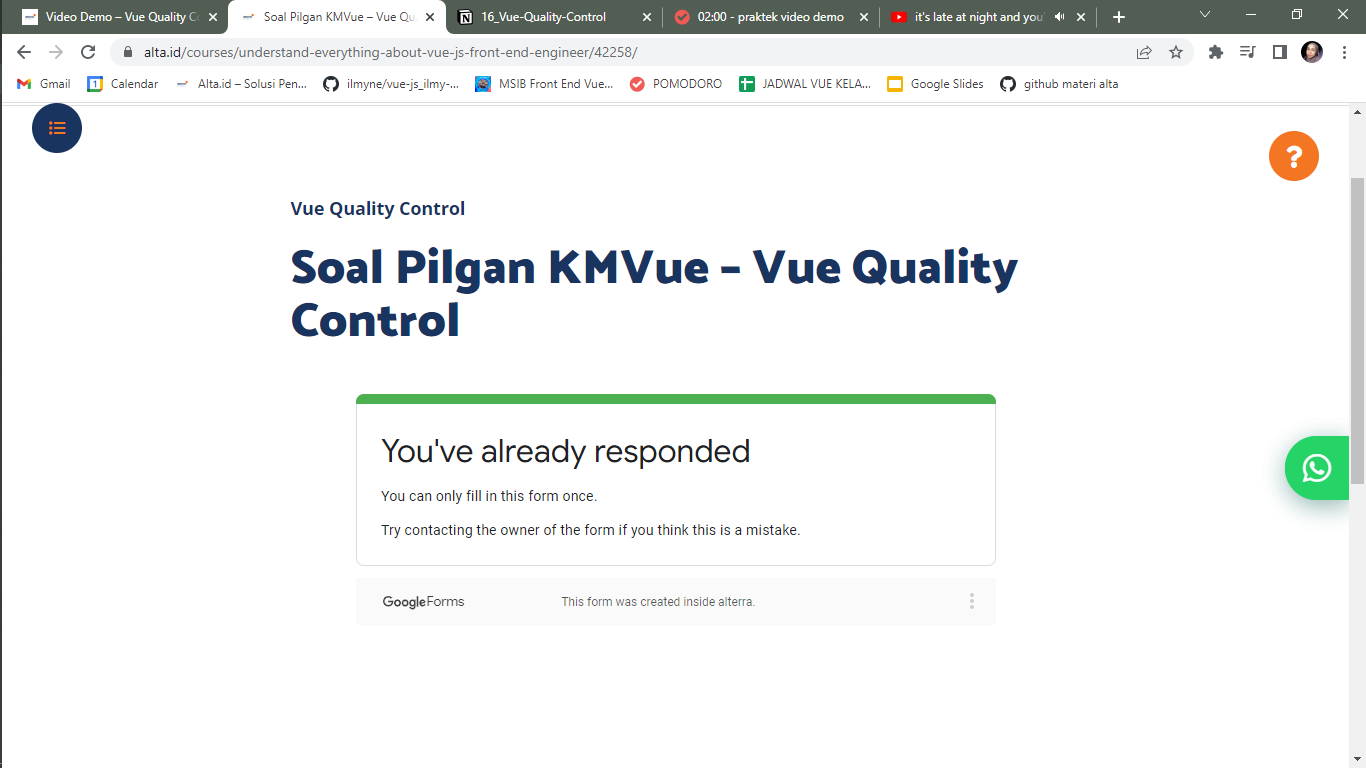 Video Demo – Vue Quality Co
Soal Pilgan KMVue – Vue Qu
16_Vue-Quality-Control
02:00 - praktek video demo
it's late at night and you
alta.id/courses/understand-everything-about-vue-js-front-end-engineer/42258/
Gmail
Calendar
Alta.id – Solusi Pen...
ilmyne/vue-js_ilmy-...
MSIB Front End Vue...
POMODORO
JADWAL VUE KELA...
Google Slides
github materi alta
?
Vue Quality Control
Soal Pilgan KMVue – Vue Quality
Control
You've already responded
You can only fill in this form once.
Try contacting the owner of the form if you think this is a mistake.
Google Forms
This form was created inside alterra.